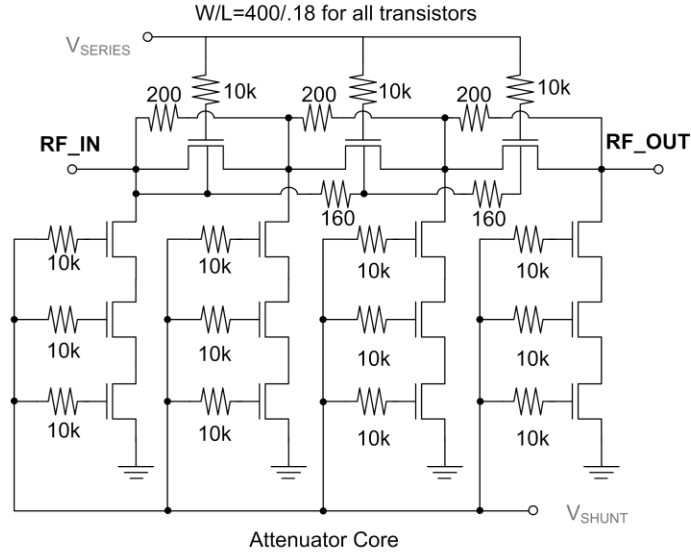 W/L=400/.18 for all transistors
VSERIES
10k 10k 10k
200 200 200
RF_IN RF_OUT
160 160
10k 10k 10k 10k
10k 10k 10k 10k
10k 10k 10k 10k
VSHUNT
Attenuator Core